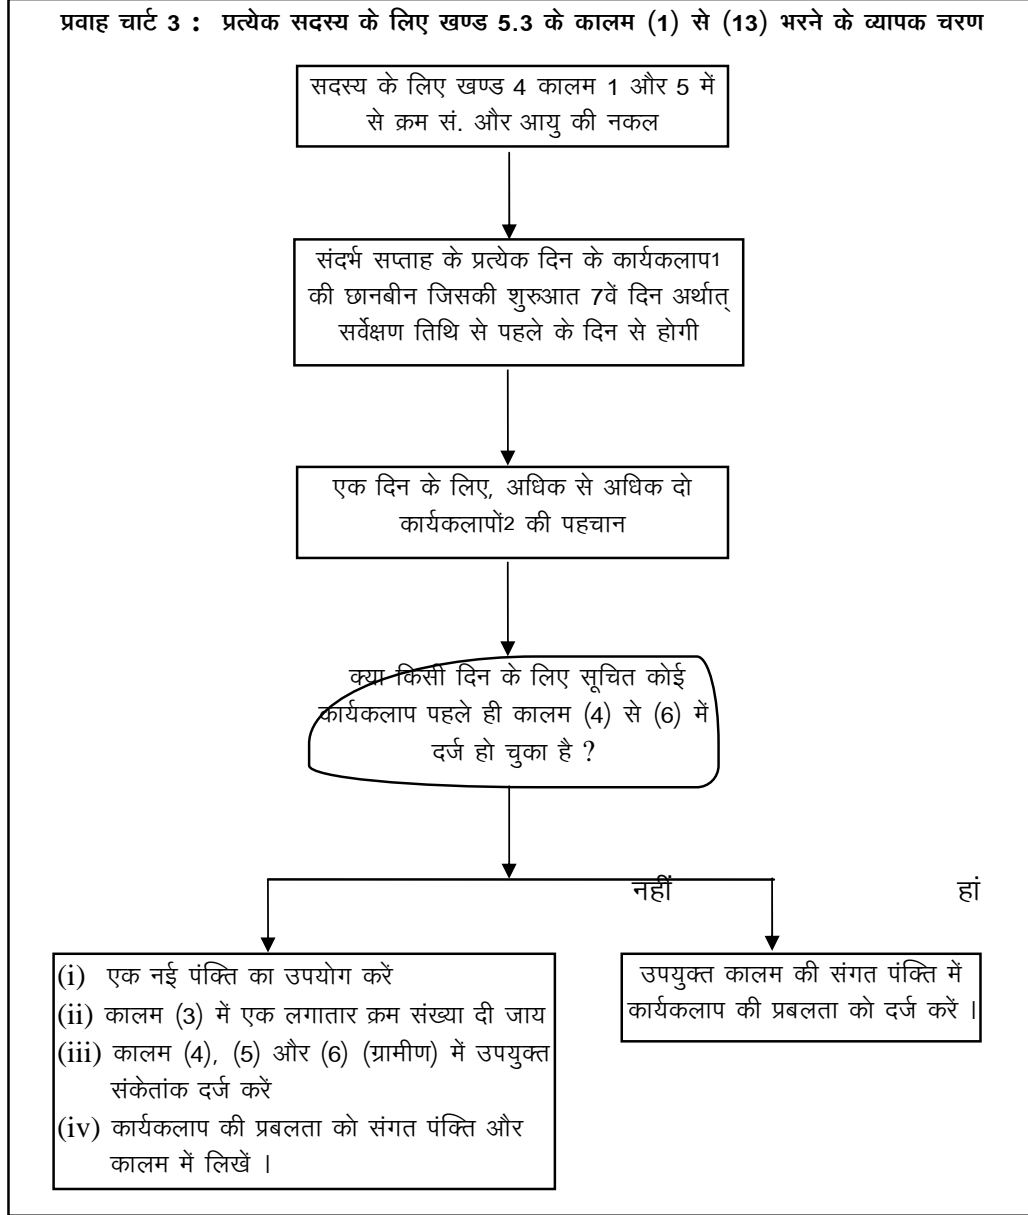 प्रवाह चार्ट 3 : प्रत्येक सदस्य के लिए खण्ड 5.3 के कालम (1) से (13) भरने के व्यापक चरण
सदस्य के लिए खण्ड 4 कालम 1 और 5 में
से क्रम सं. और आयु की नकल
संदर्भ सप्ताह के प्रत्येक दिन के कार्यकलाप1
की छानबीन जिसकी शुरुआत 7वें दिन अर्थात्
सर्वेक्षण तिथि से पहले के दिन से होगी
एक दिन के लिए, अधिक से अधिक दो
कार्यकलापों2 की पहचान
क्या किसी दिन के लिए सूचित कोई
कार्यकलाप पहले ही कालम (4) से (6) में
दर्ज हो चुका है ?
नहीं हां
(i) एक नई पंक्ति का उपयोग करें
(ii) कालम (3) में एक लगातार क्रम संख्या दी जाय
(iii) कालम (4), (5) और (6) (ग्रामीण) में उपयुक्त
संकेतांक दर्ज करें
(iv) कार्यकलाप की प्रबलता को संगत पंक्ति और
कालम में लिखें ।
उपयुक्त कालम की संगत पंक्ति में
कार्यकलाप की प्रबलता को दर्ज करें ।